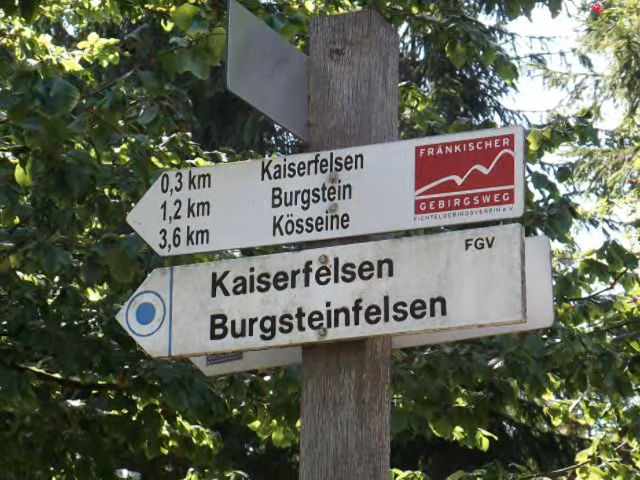 0,3 km Kaiserfelsen
1,2 km Burgstein
3,6 km Kösseine
FRÄNKISCHER
GEBIRGSWEG
FICHTELGEBIRGSVEREIN e.V.
FGV
Kaiserfelsen
Burgsteinfelsen